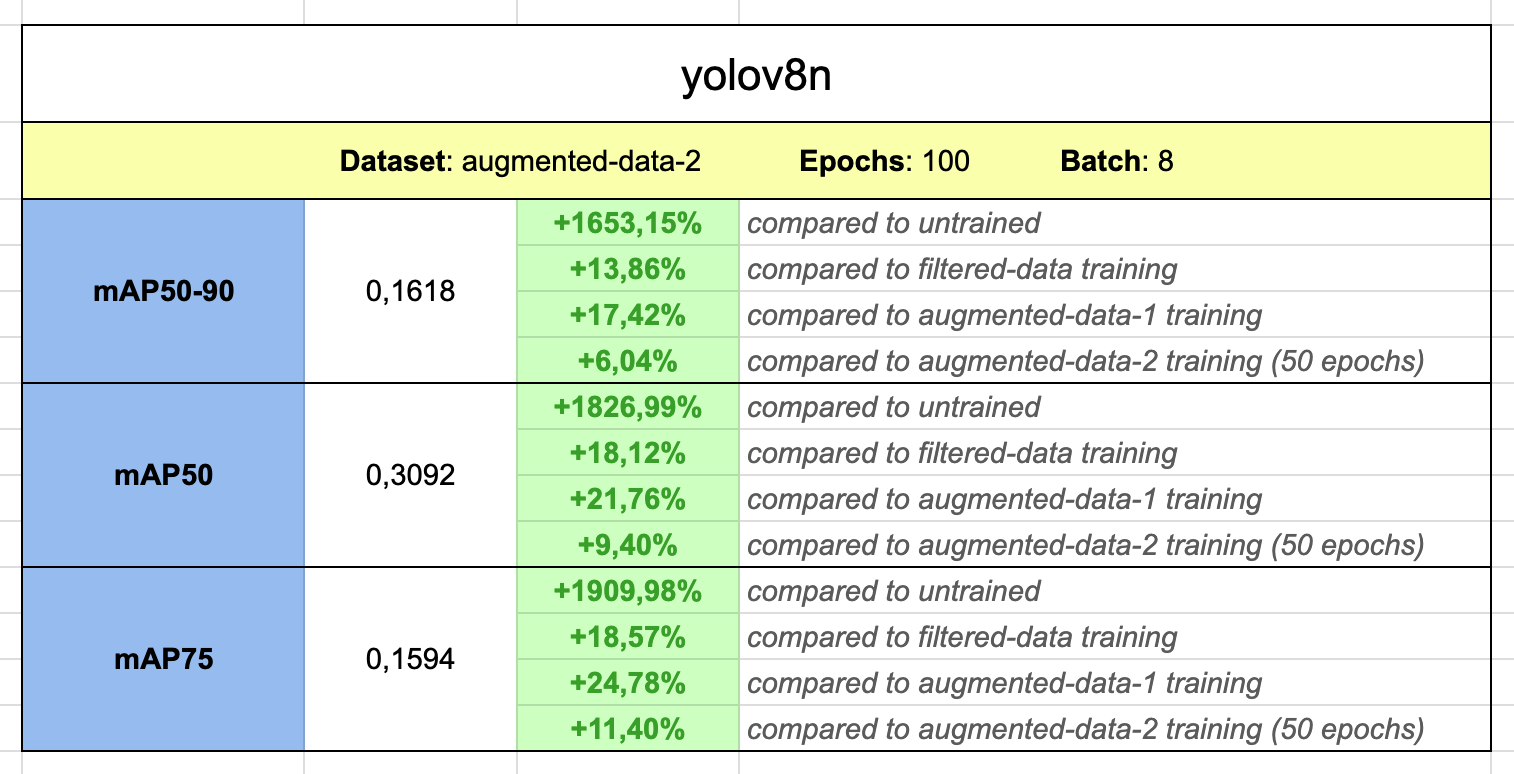 yolov8n
Dataset: augmented-data-2 Epochs: 100 Batch: 8
mAP50-90 0,1618
+1653,15% compared to untrained
+13,86% compared to filtered-data training
+17,42% compared to augmented-data-1 training
+6,04% compared to augmented-data-2 training (50 epochs)
mAP50 0,3092
+1826,99% compared to untrained
+18,12% compared to filtered-data training
+21,76% compared to augmented-data-1 training
+9,40% compared to augmented-data-2 training (50 epochs)
mAP75 0,1594
+1909,98% compared to untrained
+18,57% compared to filtered-data training
+24,78% compared to augmented-data-1 training
+11,40% compared to augmented-data-2 training (50 epochs)